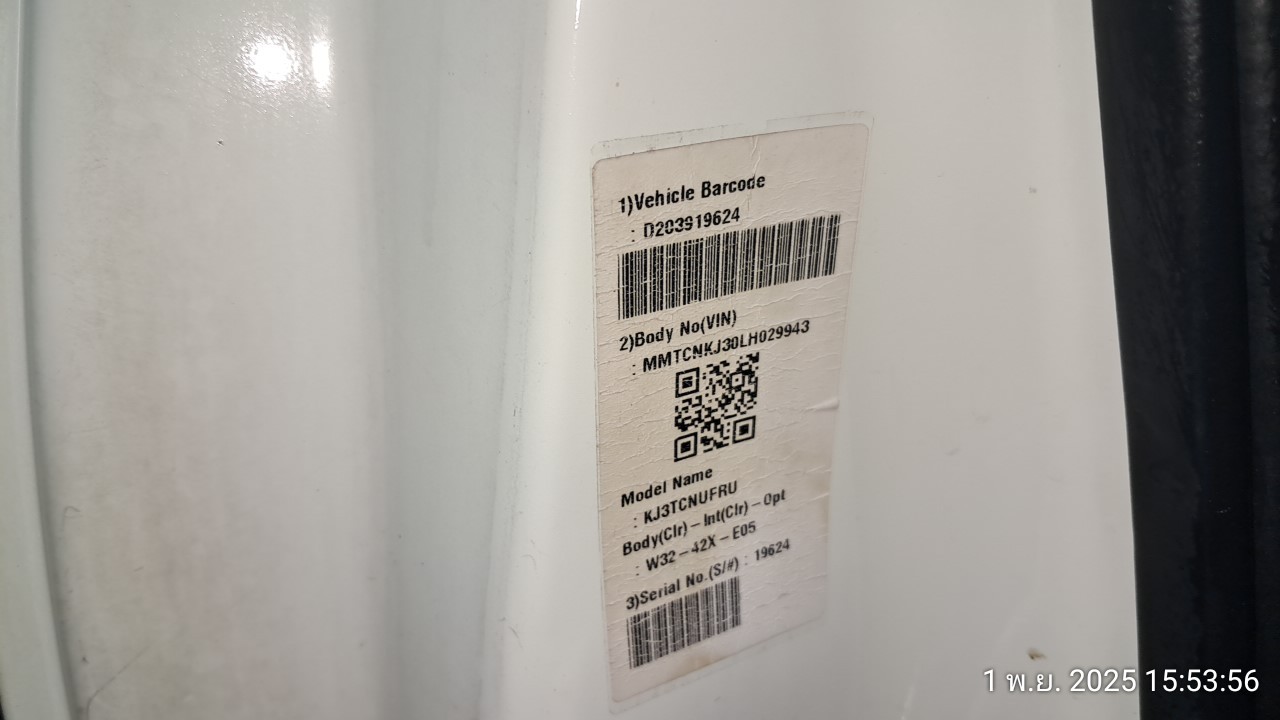 1)Vehicle Barcode
: D203919624
2)Body No(VIN)
: MMTCNKJ30LH029943
Model Name
: KJ3TCNUFRU
Body(Clr)-Int(Clr)-Opt
: W32-42X-E05
3)Serial No.(S/#) : 19624
1 พ.ย. 2025 15:53:56